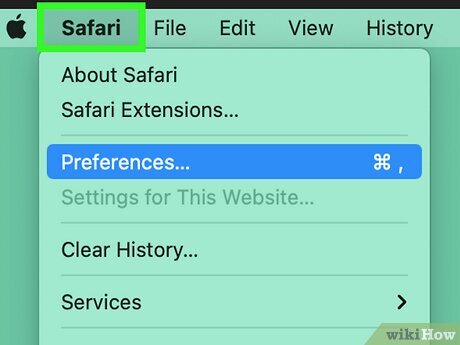 Safari File Edit View History
About Safari
Safari Extensions...
Preferences... ⌘ ,
Settings for This Website...
Clear History...
Services
wikiHow